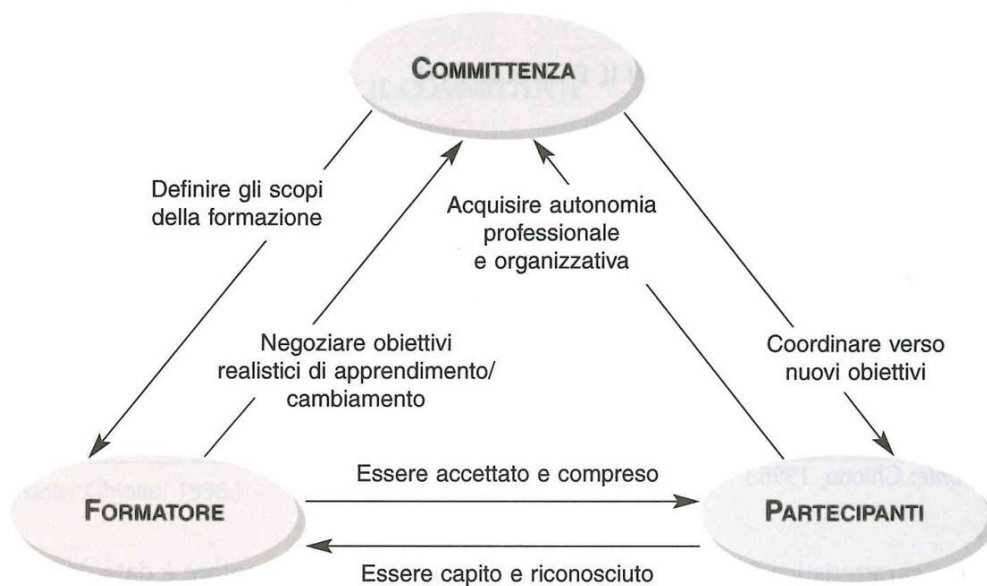 COMMITTENZA
Definire gli scopi
della formazione
Acquisire autonomia
professionale
e organizzativa
Negoziare obiettivi
realistici di apprendimento/
cambiamento
Coordinare verso
nuovi obiettivi
Essere accettato e compreso
FORMATORE
PARTECIPANTI
Essere capito e riconosciuto